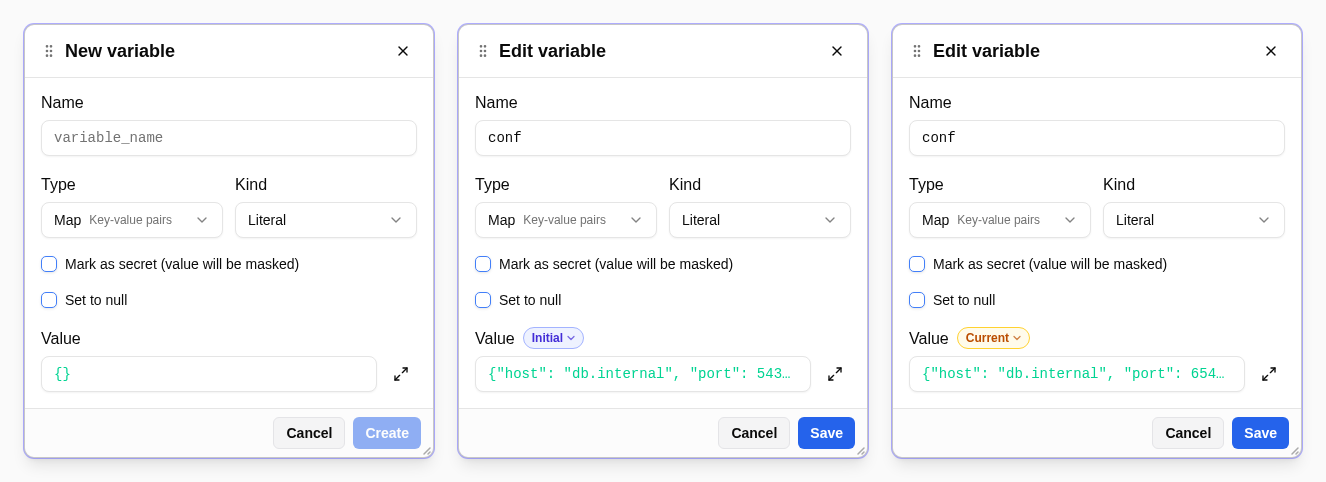 New variable
Name
variable_name
Type Kind
Map Key-value pairs Literal
Mark as secret (value will be masked)
Set to null
Value
{}
Cancel Create
Edit variable
Name
conf
Type Kind
Map Key-value pairs Literal
Mark as secret (value will be masked)
Set to null
Value Initial
{"host": "db.internal", "port": 543…
Cancel Save
Edit variable
Name
conf
Type Kind
Map Key-value pairs Literal
Mark as secret (value will be masked)
Set to null
Value Current
{"host": "db.internal", "port": 654…
Cancel Save